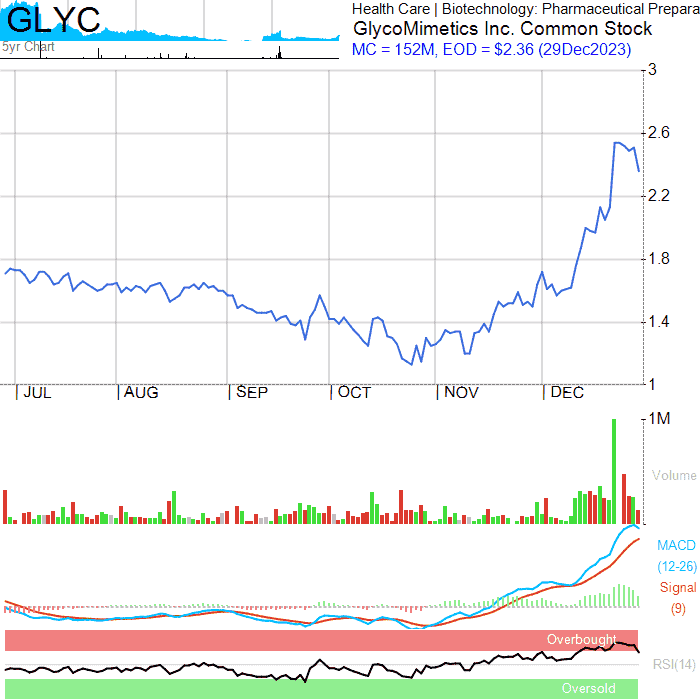 GLYC
5yr Chart
Health Care | Biotechnology: Pharmaceutical Prepara
GlycoMimetics Inc. Common Stock
MC = 152M, EOD = $2.36 (29Dec2023)
3
2.6
2.2
1.8
1.4
1
JUL AUG SEP OCT NOV DEC
1M
Volume
MACD
(12-26)
Signal
(9)
Overbought
RSI(14)
Oversold